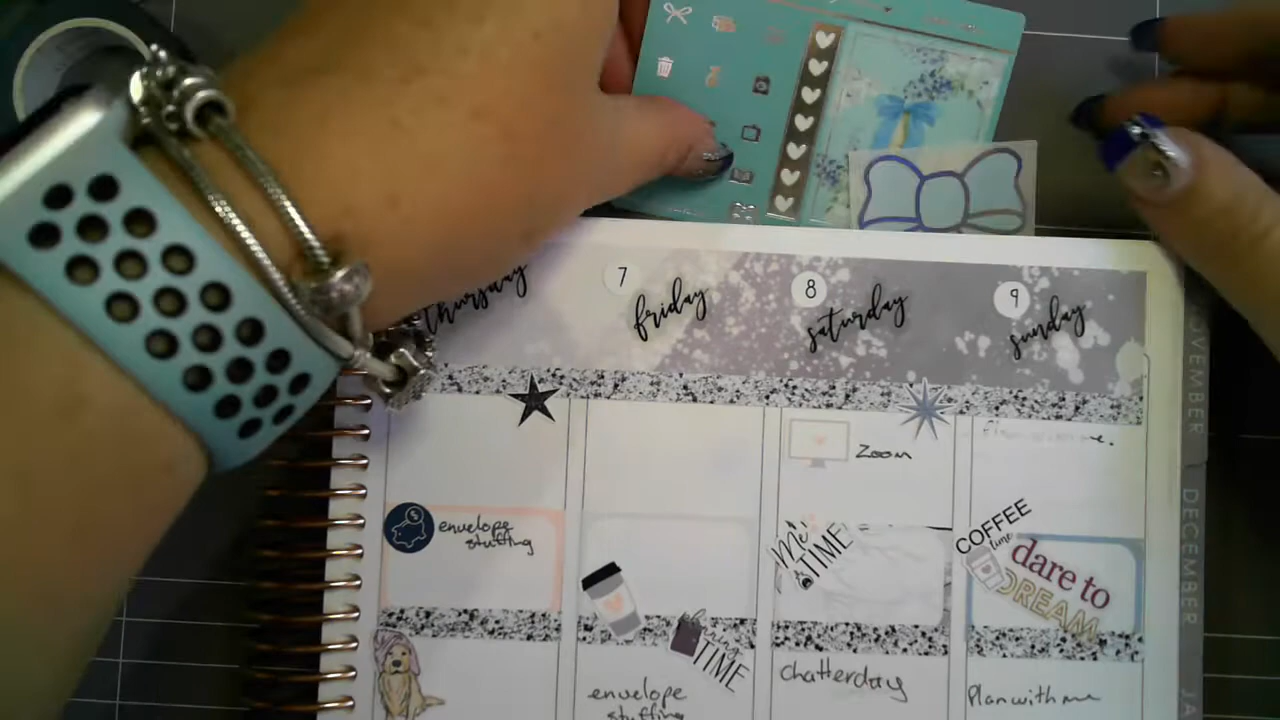 thursday
7
friday
8
saturday
9
sunday
Zoom
envelope
stuffing
Me
TIME
COFFEE
time
dare to
DREAM
TIME
envelope
stuffing
Chatterday
Plan with me
NOVEMBER
DECEMBER
JA